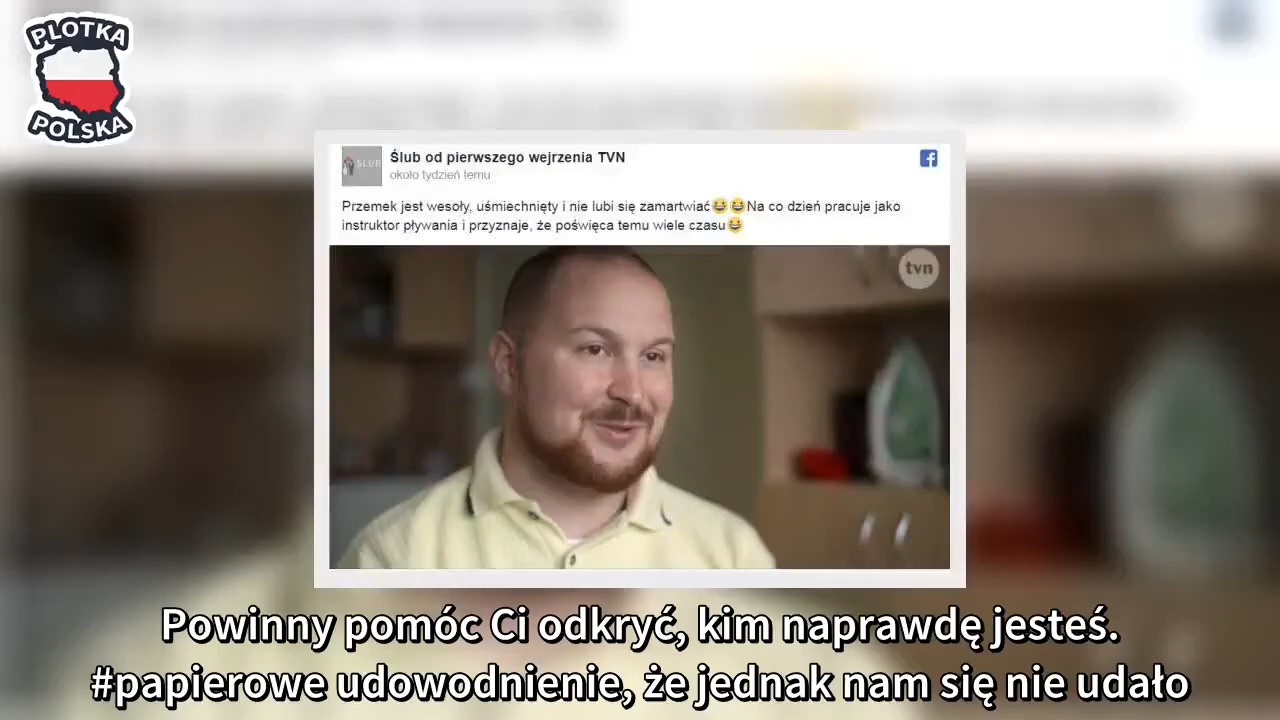 PLOTKA
POLSKA
Ślub od pierwszego wejrzenia TVN
około tydzień temu
SLUB
Przemek jest wesoły, uśmiechnięty i nie lubi się zamartwiać😂😂Na co dzień pracuje jako
instruktor pływania i przyznaje, że poświęca temu wiele czasu😂
tvn
Powinny pomóc Ci odkryć, kim naprawdę jesteś.
#papierowe udowodnienie, że jednak nam się nie udało